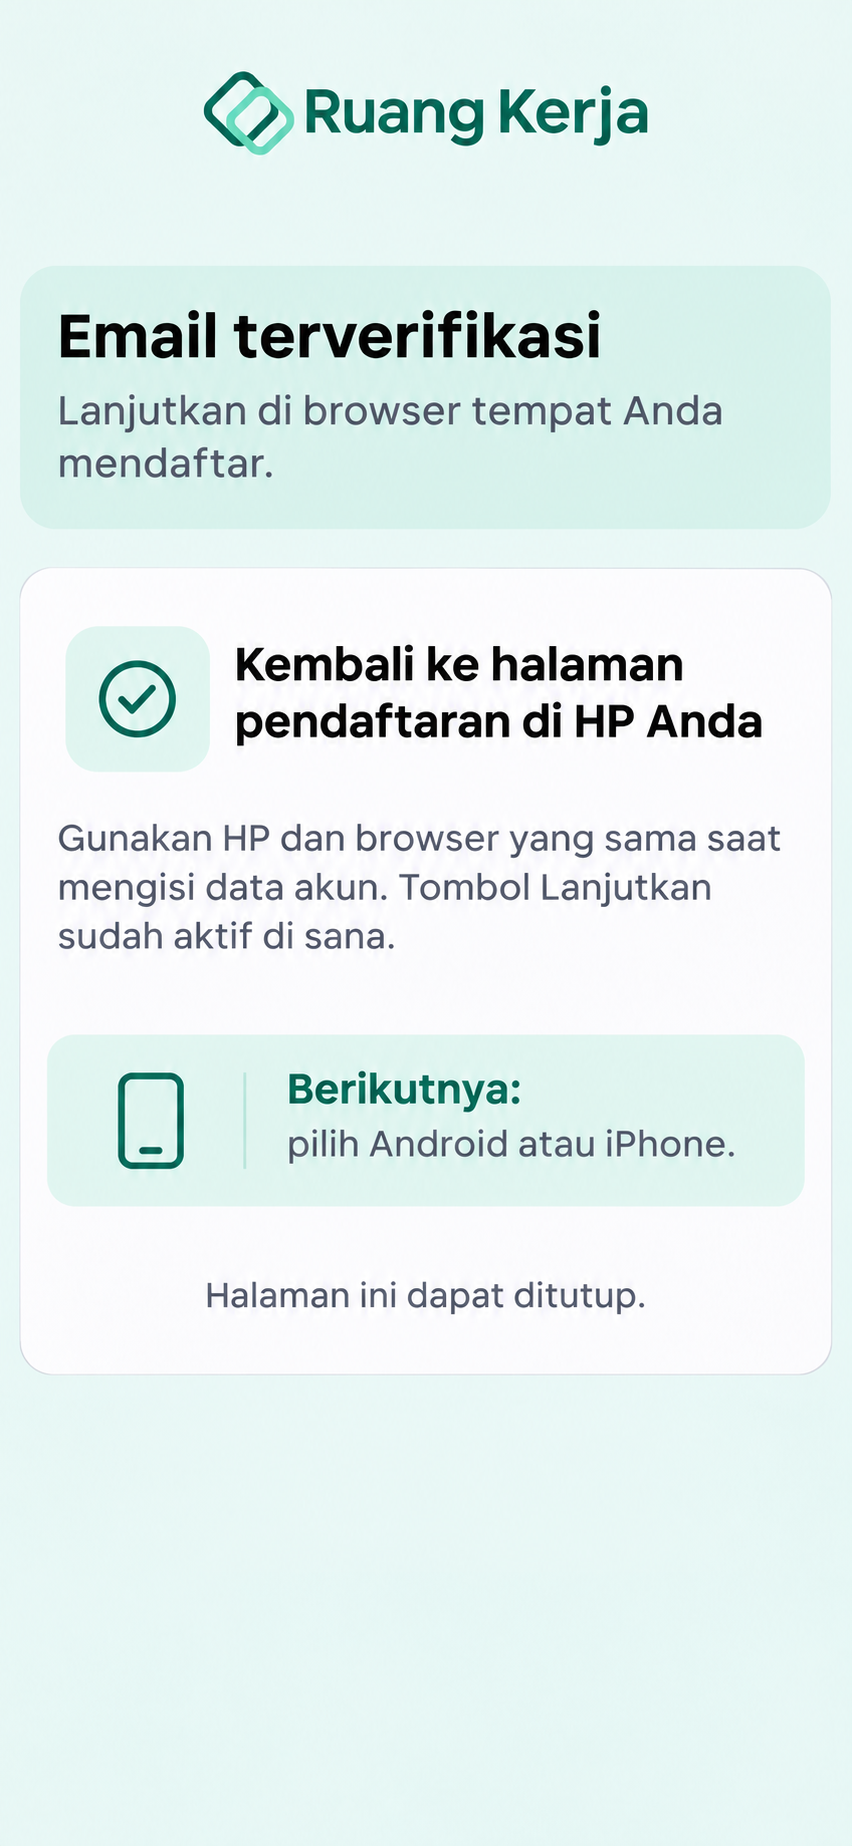 Ruang Kerja
Email terverifikasi
Lanjutkan di browser tempat Anda
mendaftar.
Kembali ke halaman
pendaftaran di HP Anda
Gunakan HP dan browser yang sama saat
mengisi data akun. Tombol Lanjutkan
sudah aktif di sana.
Berikutnya:
pilih Android atau iPhone.
Halaman ini dapat ditutup.